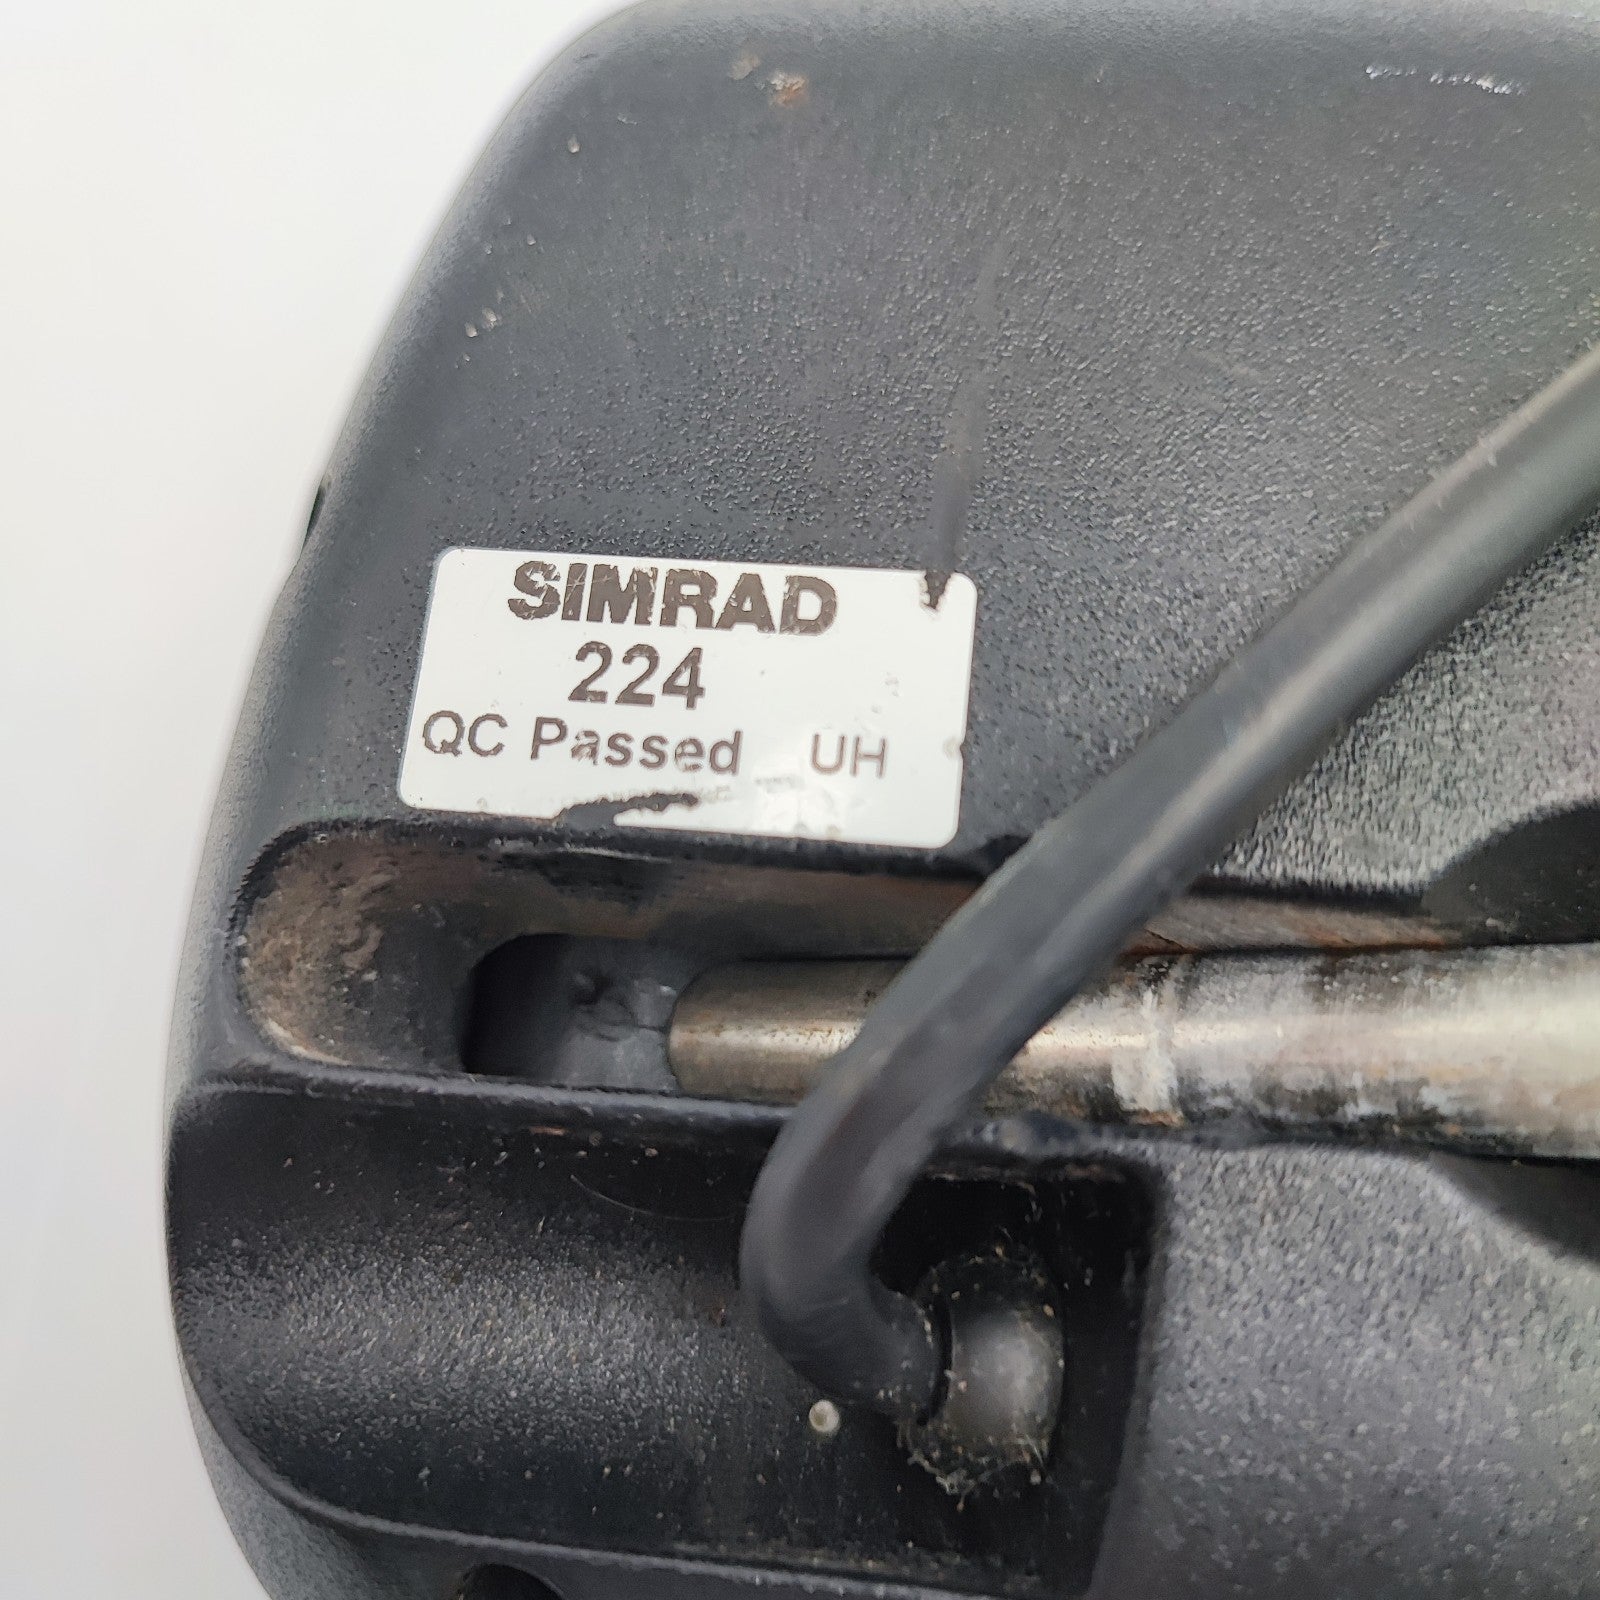 SIMRAD
224
QC Passed UH